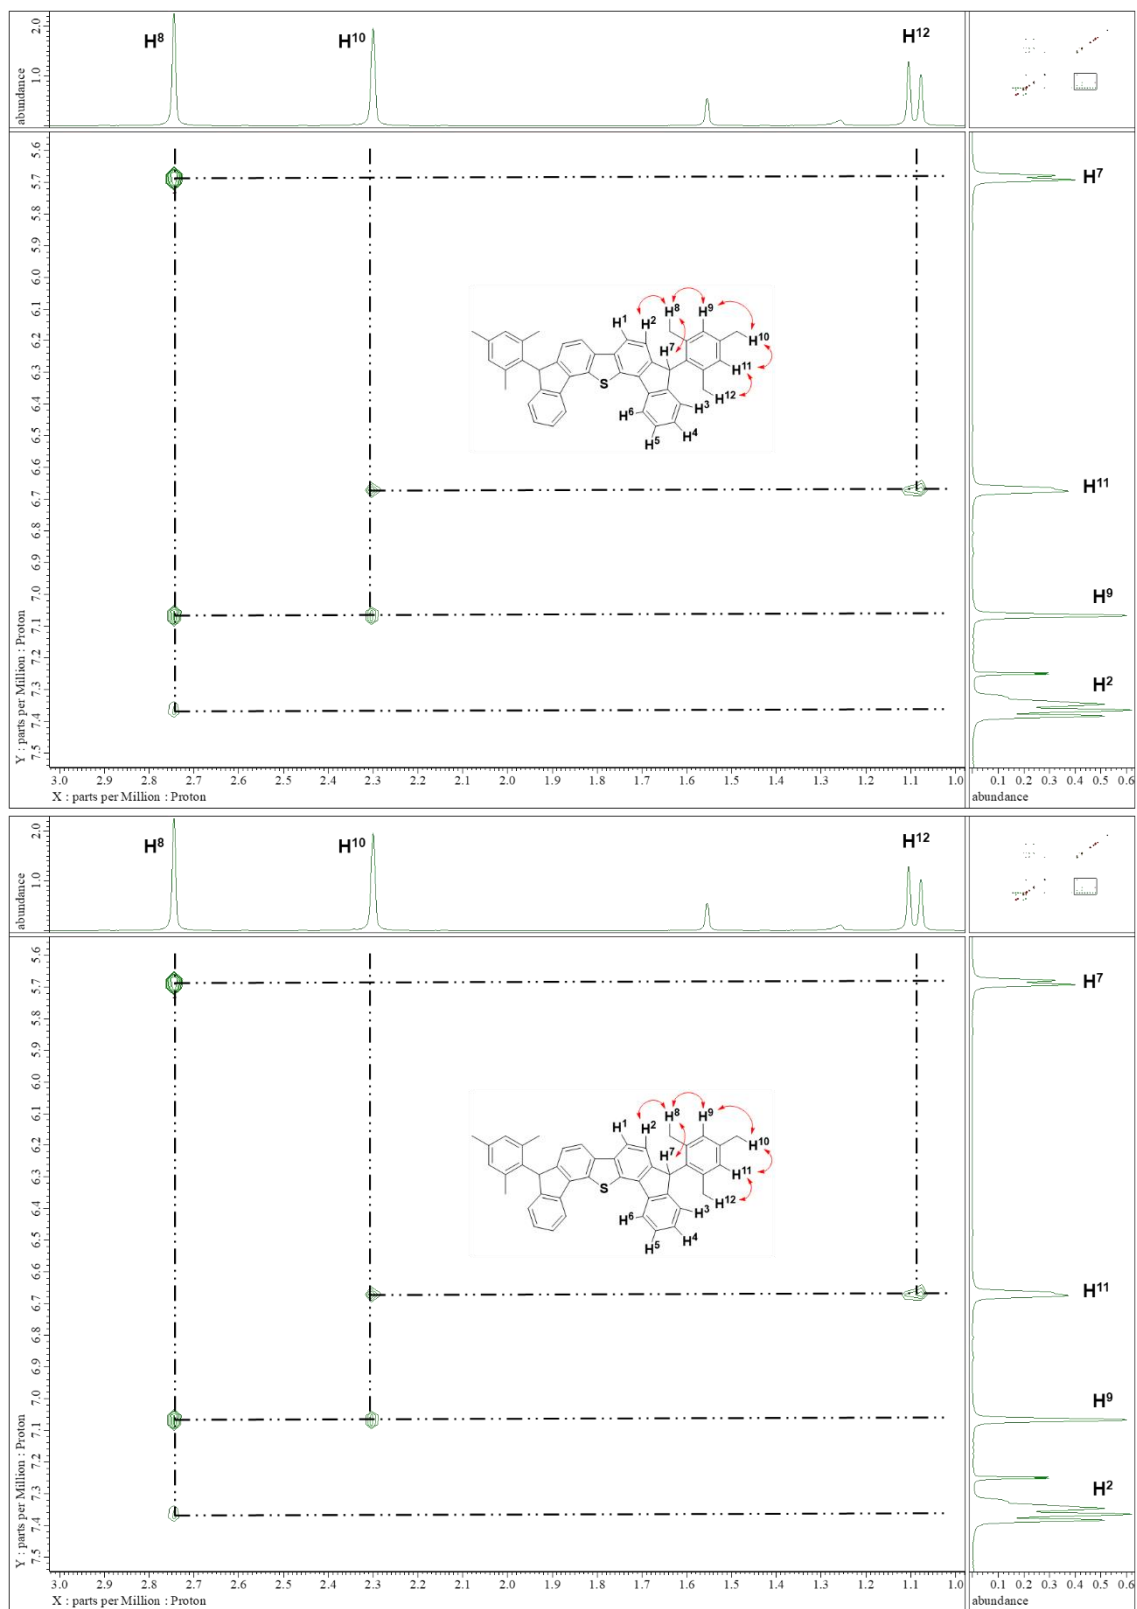 abundance
2.0
1.0
H⁸
H¹⁰
H¹²
5.6
5.7
5.8
5.9
6.0
6.1
6.2
6.3
6.4
6.5
6.6
6.7
6.8
6.9
7.0
7.1
7.2
7.3
7.4
7.5
Y : parts per Million : Proton
H⁸
H⁹
H¹
H²
H¹⁰
H⁷
H¹¹
S
H¹²
H³
H⁶
H⁴
H⁵
H⁷
H¹¹
H⁹
H²
3.0 2.9 2.8 2.7 2.6 2.5 2.4 2.3 2.2 2.1 2.0 1.9 1.8 1.7 1.6 1.5 1.4 1.3 1.2 1.1 1.0
X : parts per Million : Proton
0.1 0.2 0.3 0.4 0.5 0.6
abundance
abundance
2.0
1.0
H⁸
H¹⁰
H¹²
5.6
5.7
5.8
5.9
6.0
6.1
6.2
6.3
6.4
6.5
6.6
6.7
6.8
6.9
7.0
7.1
7.2
7.3
7.4
7.5
Y : parts per Million : Proton
H⁸
H⁹
H¹
H²
H¹⁰
H⁷
H¹¹
S
H¹²
H³
H⁶
H⁴
H⁵
H⁷
H¹¹
H⁹
H²
3.0 2.9 2.8 2.7 2.6 2.5 2.4 2.3 2.2 2.1 2.0 1.9 1.8 1.7 1.6 1.5 1.4 1.3 1.2 1.1 1.0
X : parts per Million : Proton
0.1 0.2 0.3 0.4 0.5 0.6
abundance